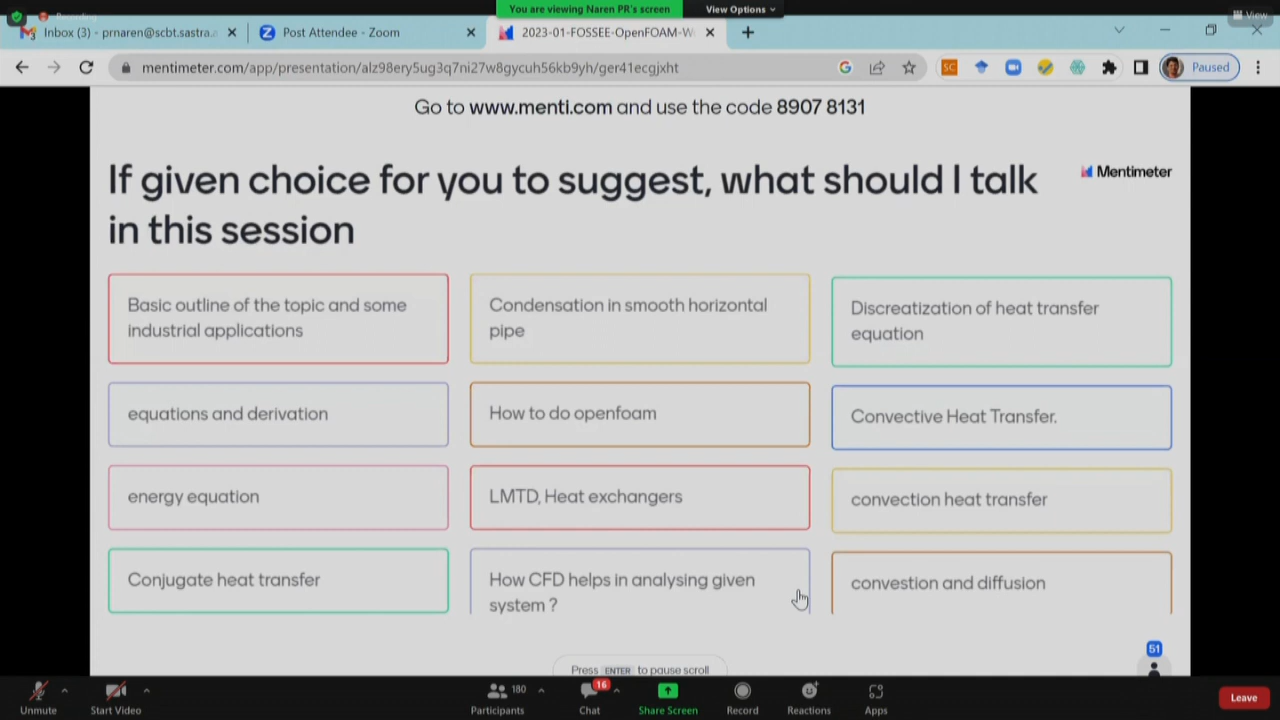 Recording
You are viewing Naren PR's screen
View Options
View
Inbox (3) - prnaren@scbt.sastra.
Post Attendee - Zoom
2023-01-FOSSEE-OpenFOAM-W
mentimeter.com/app/presentation/alz98ery5ug3q7ni27w8gycuh56kb9yh/ger41ecgjxht
SC
Paused
Go to www.menti.com and use the code 8907 8131
If given choice for you to suggest, what should I talk
in this session
Mentimeter
Basic outline of the topic and some
industrial applications
Condensation in smooth horizontal
pipe
Discreatization of heat transfer
equation
equations and derivation
How to do openfoam
Convective Heat Transfer.
energy equation
LMTD, Heat exchangers
convection heat transfer
Conjugate heat transfer
How CFD helps in analysing given
system ?
convestion and diffusion
51
Press ENTER to pause scroll
Unmute
Start Video
180
Participants
16
Chat
Share Screen
Record
Reactions
Apps
Leave